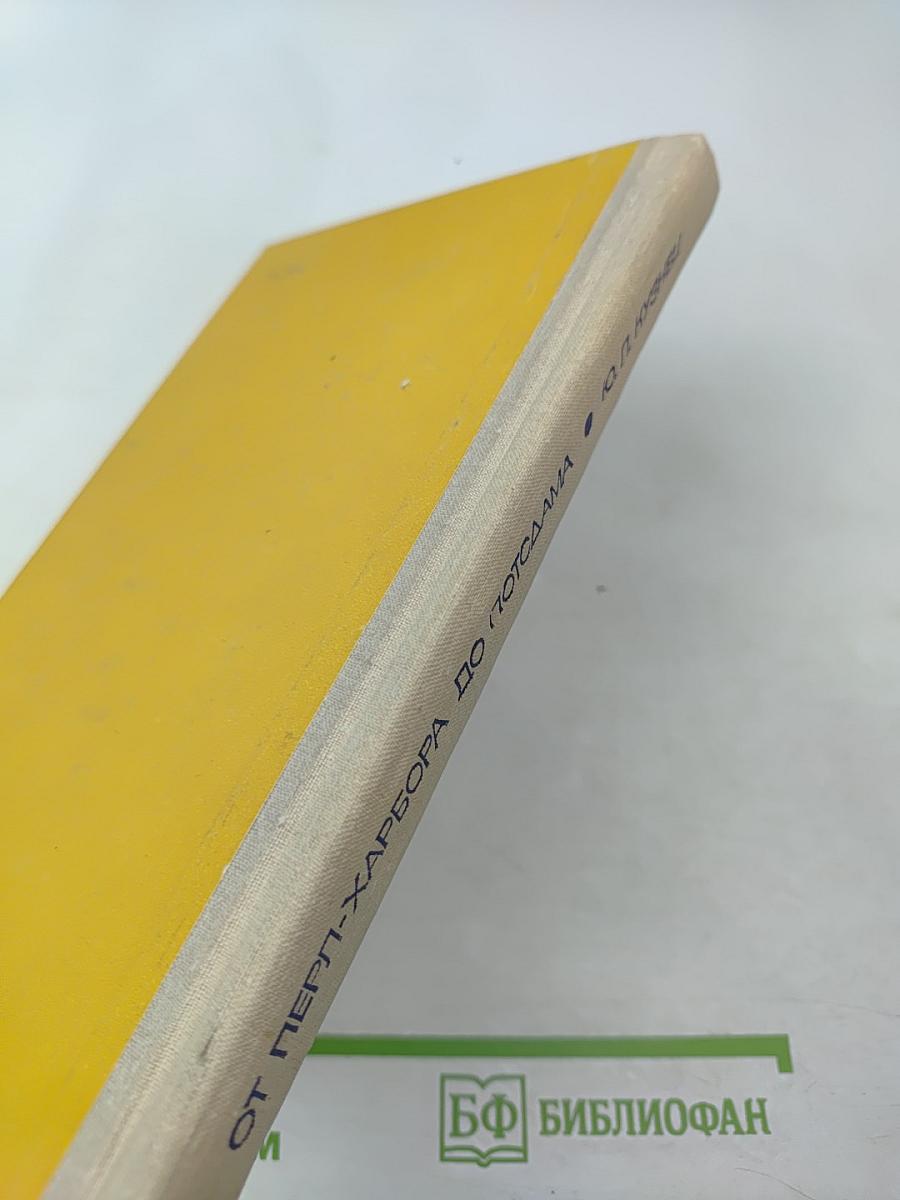 ОТ ПЕРЛ-ХАРБОРА ДО ПОТСДАМА • Ю. П. КУЗНЕЦ
БФ БИБЛИОФАН
И